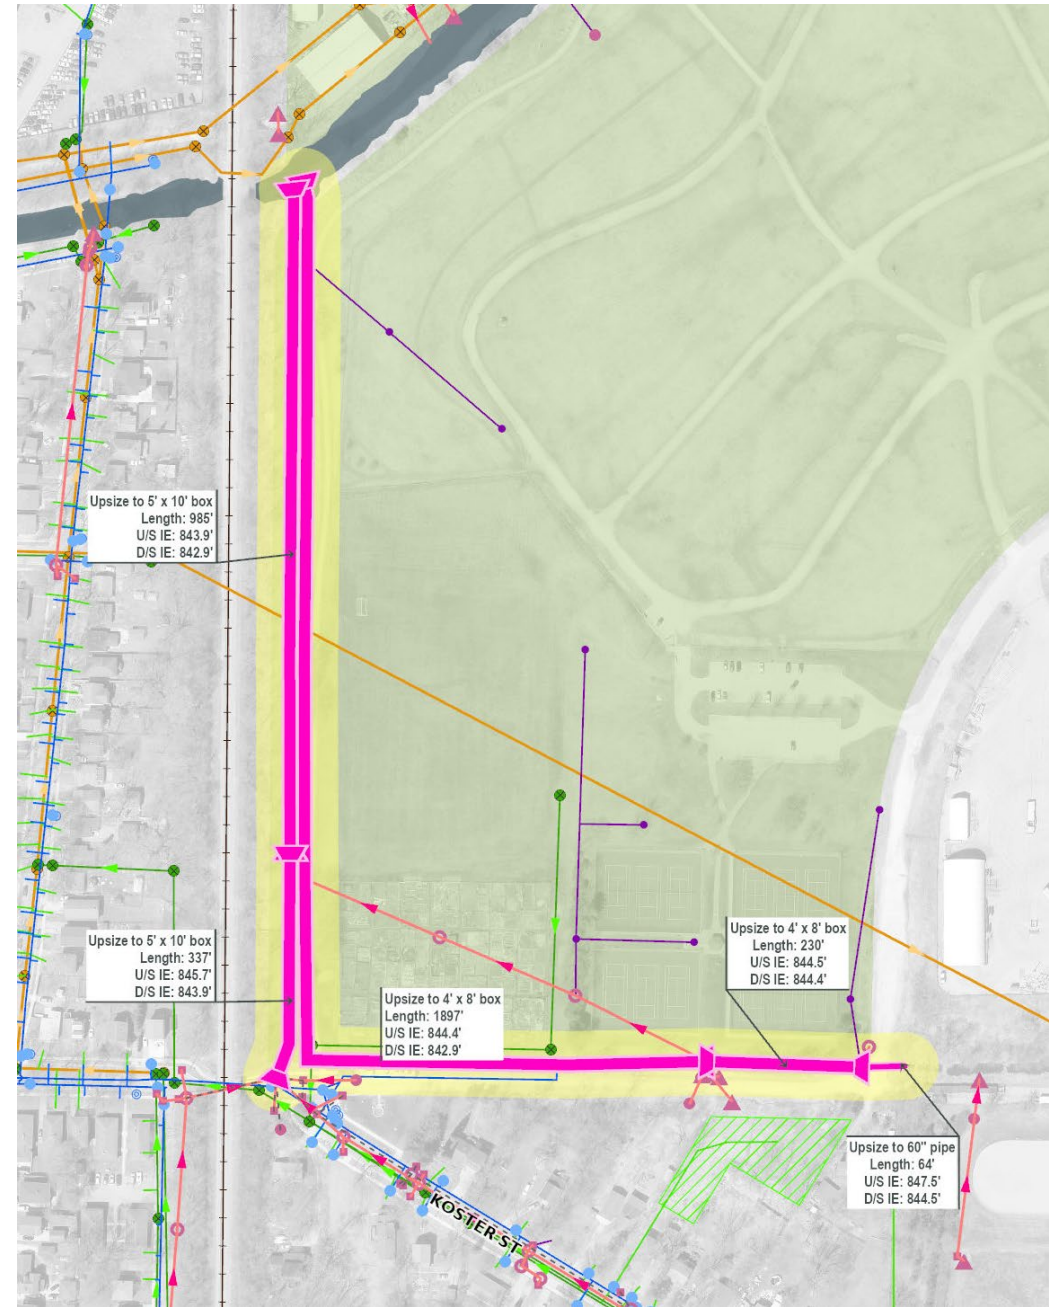 Upsize to 5' x 10' box
Length: 985'
U/S IE: 843.9'
D/S IE: 842.9'
Upsize to 5' x 10' box
Length: 337'
U/S IE: 845.7'
D/S IE: 843.9'
Upsize to 4' x 8' box
Length: 1897'
U/S IE: 844.4'
D/S IE: 842.9'
Upsize to 4' x 8' box
Length: 230'
U/S IE: 844.5'
D/S IE: 844.4'
Upsize to 60" pipe
Length: 64'
U/S IE: 847.5'
D/S IE: 844.5'
KOSTER ST